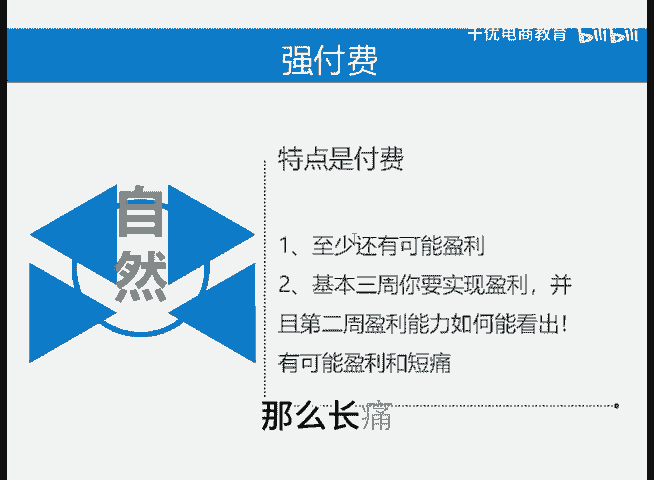 千优电商教育 bilibili
强付费
特点是付费
自然
1、至少还有可能盈利
2、基本三周你要实现盈利，并
且第二周盈利能力如何能看出！
有可能盈利和短痛
那么长痛